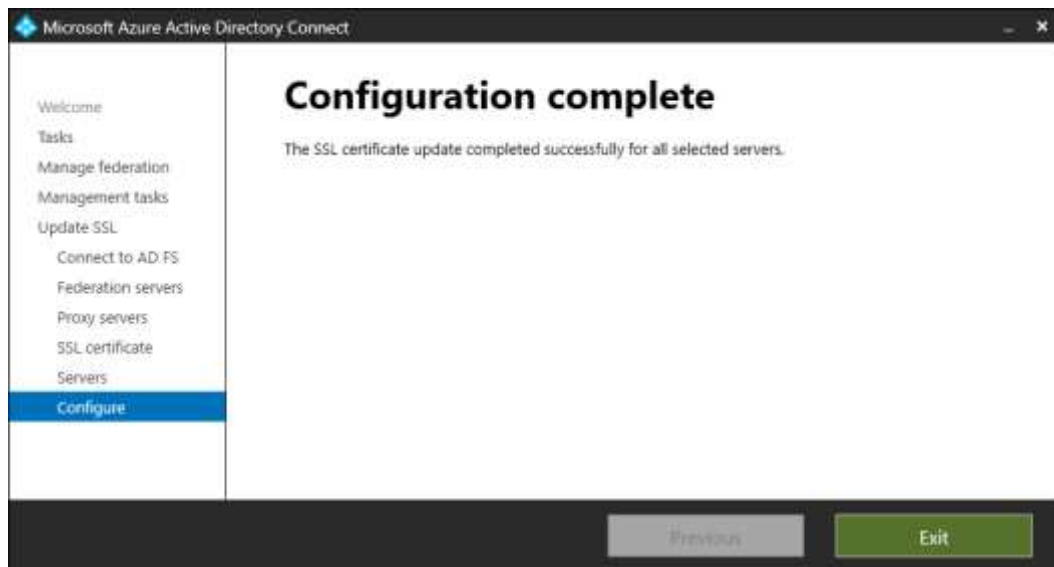 Microsoft Azure Active Directory Connect
Welcome
Tasks
Manage federation
Management tasks
Update SSL
Connect to AD FS
Federation servers
Proxy servers
SSL certificate
Servers
Configure
Configuration complete
The SSL certificate update completed successfully for all selected servers.
Previous
Exit